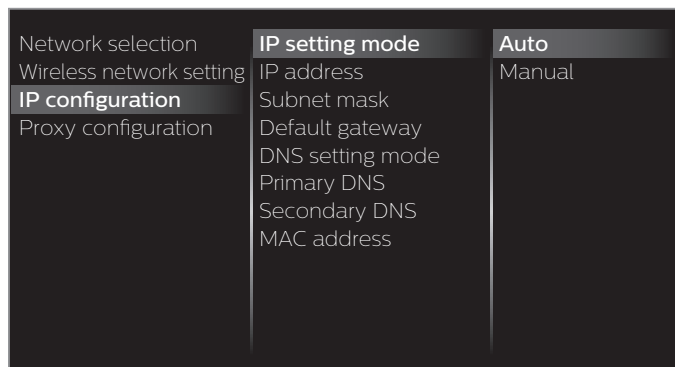 Network selection
Wireless network setting
IP configuration
Proxy configuration
IP setting mode
IP address
Subnet mask
Default gateway
DNS setting mode
Primary DNS
Secondary DNS
MAC address
Auto
Manual